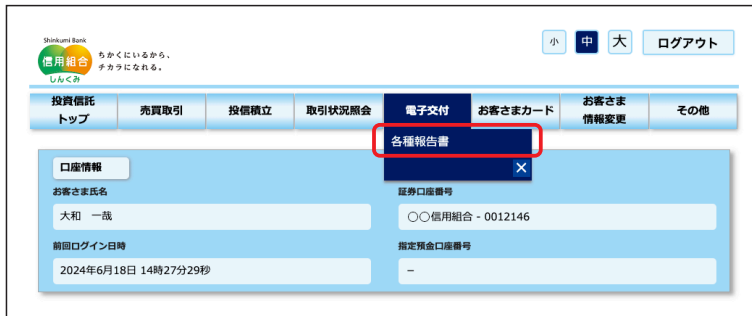 Shinkumi Bank
信用組合
しんくみ
ちかくにいるから、
チカラになれる。
小 中 大 ログアウト
投資信託
トップ
売買取引
投信積立
取引状況照会
電子交付
お客さまカード
お客さま
情報変更
その他
各種報告書
×
口座情報
お客さま氏名
大和 一哉
証券口座番号
○○信用組合 - 0012146
前回ログイン日時
2024年6月18日 14時27分29秒
指定預金口座番号
–